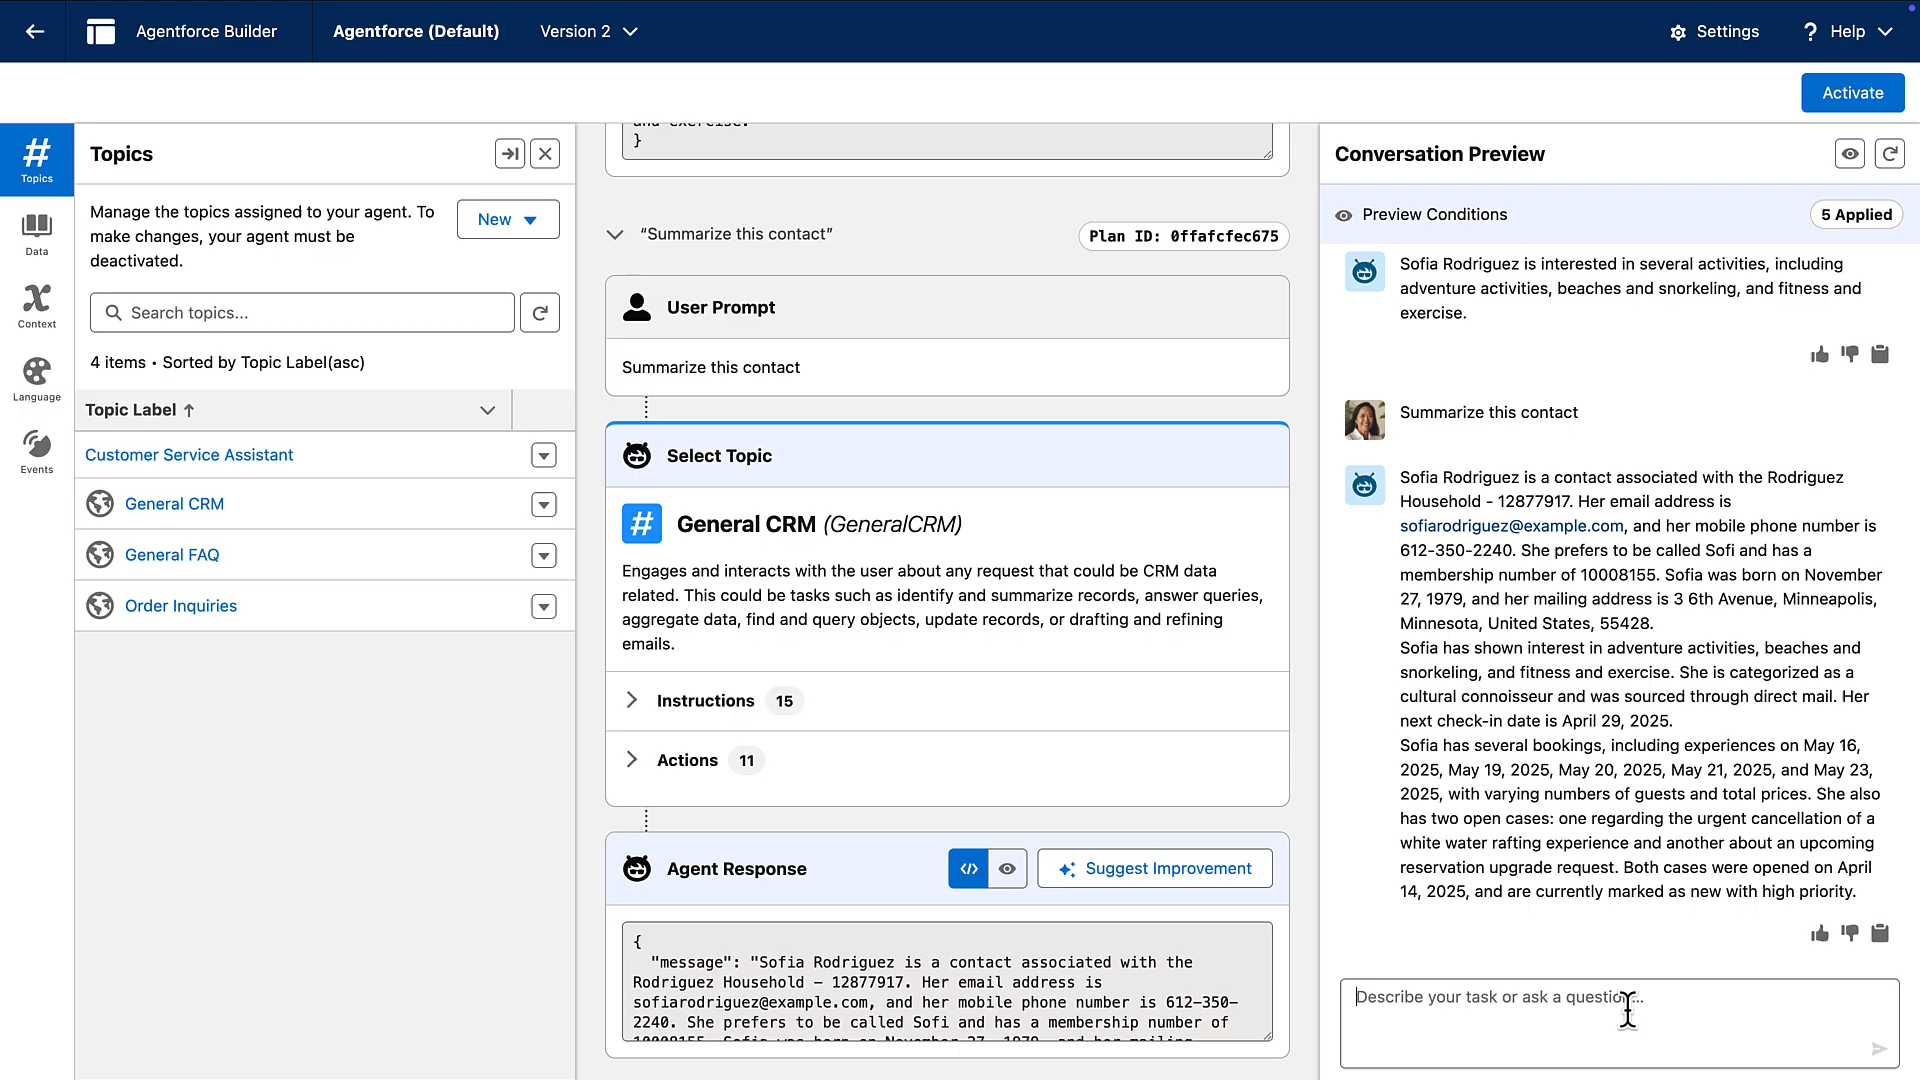 Agentforce Builder
Agentforce (Default)
Version 2
Settings
? Help
Activate
Topics
Data
Context
Language
Events
Topics
Manage the topics assigned to your agent. To
make changes, your agent must be
deactivated.
New
Search topics...
4 items • Sorted by Topic Label(asc)
Topic Label ↑
Customer Service Assistant
General CRM
General FAQ
Order Inquiries
}
“Summarize this contact”
Plan ID: 0ffafcfec675
User Prompt
Summarize this contact
Select Topic
# General CRM (GeneralCRM)
Engages and interacts with the user about any request that could be CRM data
related. This could be tasks such as identify and summarize records, answer queries,
aggregate data, find and query objects, update records, or drafting and refining
emails.
Instructions 15
Actions 11
Agent Response
</>
Suggest Improvement
{
"message": "Sofia Rodriguez is a contact associated with the
Rodriguez Household – 12877917. Her email address is
sofiarodriguez@example.com, and her mobile phone number is 612–350–
2240. She prefers to be called Sofi and has a membership number of
10008155. Sofia was born on November 27, 1979, and her mailing
Conversation Preview
Preview Conditions
5 Applied
Sofia Rodriguez is interested in several activities, including
adventure activities, beaches and snorkeling, and fitness and
exercise.
Summarize this contact
Sofia Rodriguez is a contact associated with the Rodriguez
Household - 12877917. Her email address is
sofiarodriguez@example.com, and her mobile phone number is
612-350-2240. She prefers to be called Sofi and has a
membership number of 10008155. Sofia was born on November
27, 1979, and her mailing address is 3 6th Avenue, Minneapolis,
Minnesota, United States, 55428.
Sofia has shown interest in adventure activities, beaches and
snorkeling, and fitness and exercise. She is categorized as a
cultural connoisseur and was sourced through direct mail. Her
next check-in date is April 29, 2025.
Sofia has several bookings, including experiences on May 16,
2025, May 19, 2025, May 20, 2025, May 21, 2025, and May 23,
2025, with varying numbers of guests and total prices. She also
has two open cases: one regarding the urgent cancellation of a
white water rafting experience and another about an upcoming
reservation upgrade request. Both cases were opened on April
14, 2025, and are currently marked as new with high priority.
Describe your task or ask a question...